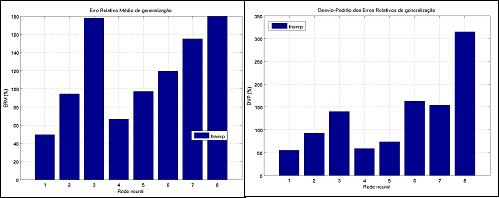 Erro Relativo Médio de generalização
180
160
140
120
100
80
60
40
20
0
ERM (%)
trainrp
1 2 3 4 5 6 7 8
Rede neural
Desvio-Padrão dos Erros Relativos de generalização
350
300
250
200
150
100
50
0
DVP (%)
trainrp
1 2 3 4 5 6 7 8
Rede neural